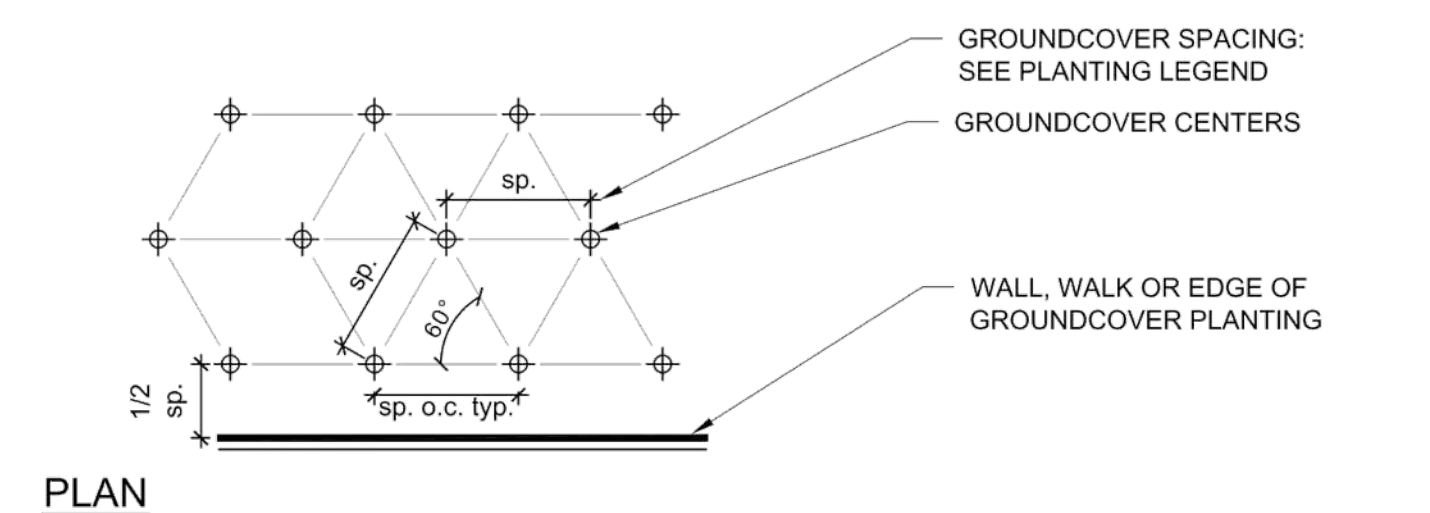 GROUNDCOVER SPACING:
SEE PLANTING LEGEND
GROUNDCOVER CENTERS
sp.
sp.
60°
WALL, WALK OR EDGE OF
GROUNDCOVER PLANTING
1/2
sp.
sp. o.c. typ.
PLAN